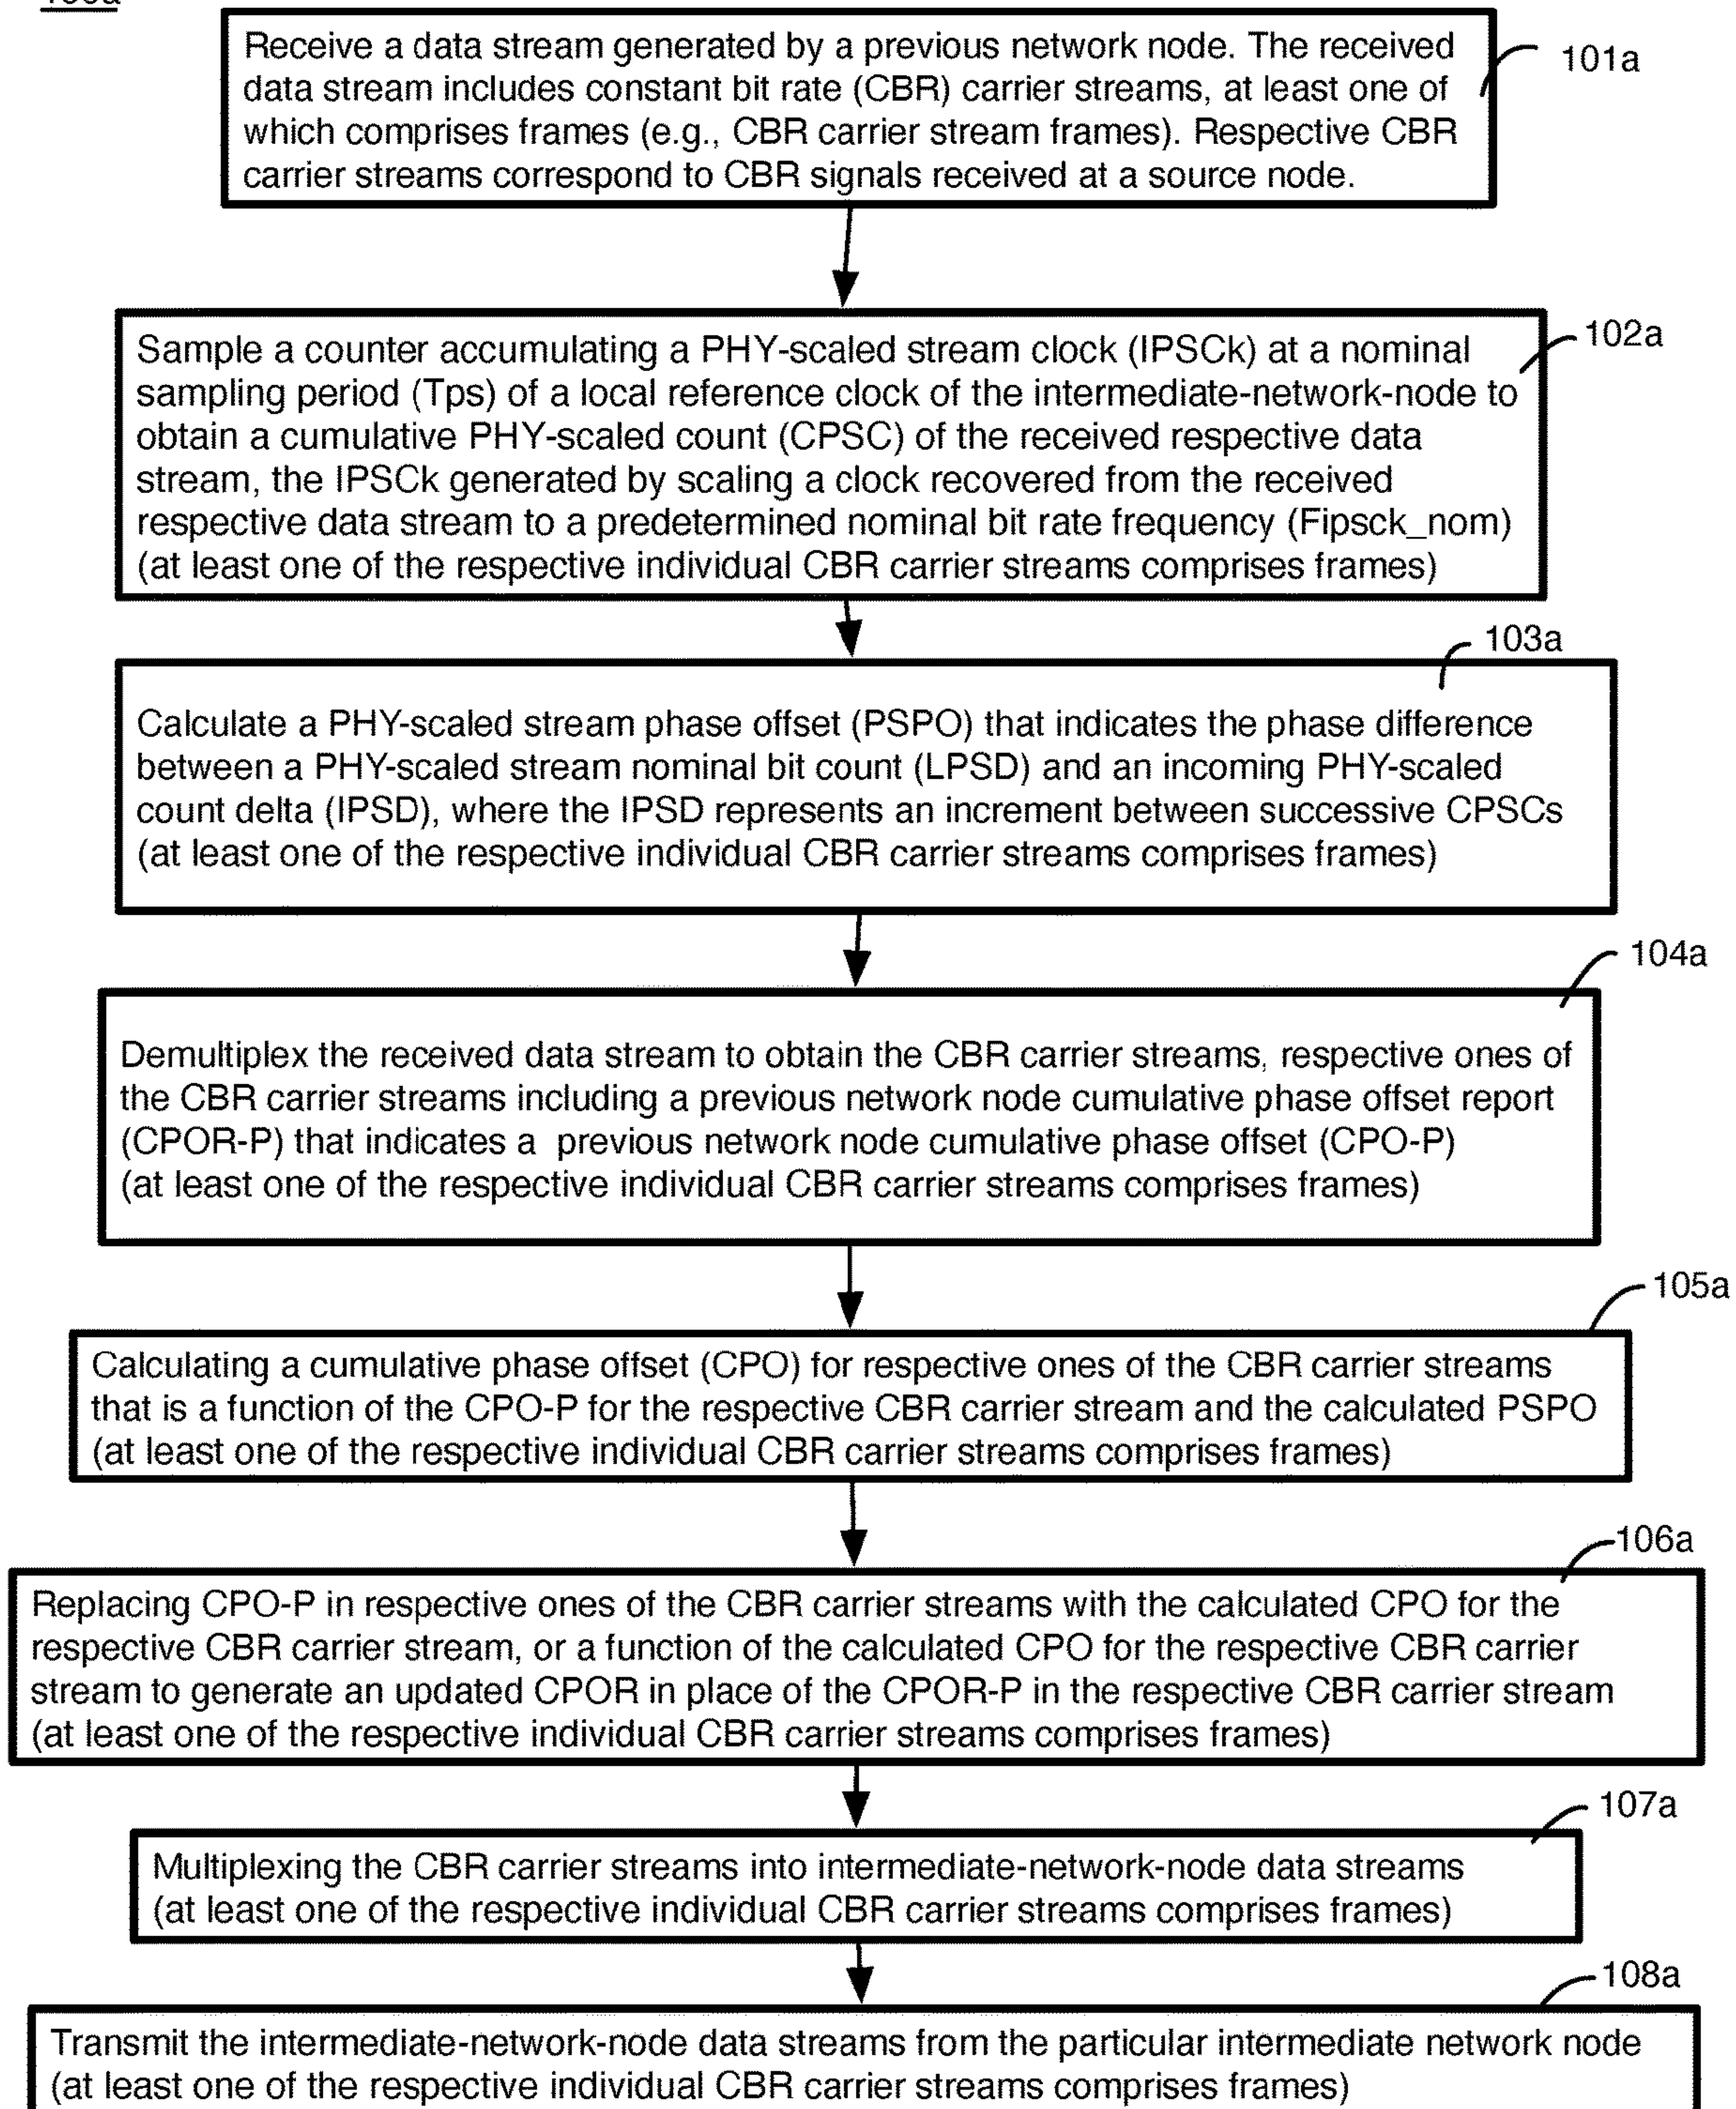 Receive a data stream generated by a previous network node. The received
data stream includes constant bit rate (CBR) carrier streams, at least one of
which comprises frames (e.g., CBR carrier stream frames). Respective CBR
carrier streams correspond to CBR signals received at a source node.
101a
Sample a counter accumulating a PHY-scaled stream clock (IPSCk) at a nominal
sampling period (Tps) of a local reference clock of the intermediate-network-node to
obtain a cumulative PHY-scaled count (CPSC) of the received respective data
stream, the IPSCk generated by scaling a clock recovered from the received
respective data stream to a predetermined nominal bit rate frequency (Fipsck_nom)
(at least one of the respective individual CBR carrier streams comprises frames)
102a
103a
Calculate a PHY-scaled stream phase offset (PSPO) that indicates the phase difference
between a PHY-scaled stream nominal bit count (LPSD) and an incoming PHY-scaled
count delta (IPSD), where the IPSD represents an increment between successive CPSCs
(at least one of the respective individual CBR carrier streams comprises frames)
104a
Demultiplex the received data stream to obtain the CBR carrier streams, respective ones of
the CBR carrier streams including a previous network node cumulative phase offset report
(CPOR-P) that indicates a previous network node cumulative phase offset (CPO-P)
(at least one of the respective individual CBR carrier streams comprises frames)
105a
Calculating a cumulative phase offset (CPO) for respective ones of the CBR carrier streams
that is a function of the CPO-P for the respective CBR carrier stream and the calculated PSPO
(at least one of the respective individual CBR carrier streams comprises frames)
106a
Replacing CPO-P in respective ones of the CBR carrier streams with the calculated CPO for the
respective CBR carrier stream, or a function of the calculated CPO for the respective CBR carrier
stream to generate an updated CPOR in place of the CPOR-P in the respective CBR carrier stream
(at least one of the respective individual CBR carrier streams comprises frames)
107a
Multiplexing the CBR carrier streams into intermediate-network-node data streams
(at least one of the respective individual CBR carrier streams comprises frames)
108a
Transmit the intermediate-network-node data streams from the particular intermediate network node
(at least one of the respective individual CBR carrier streams comprises frames)